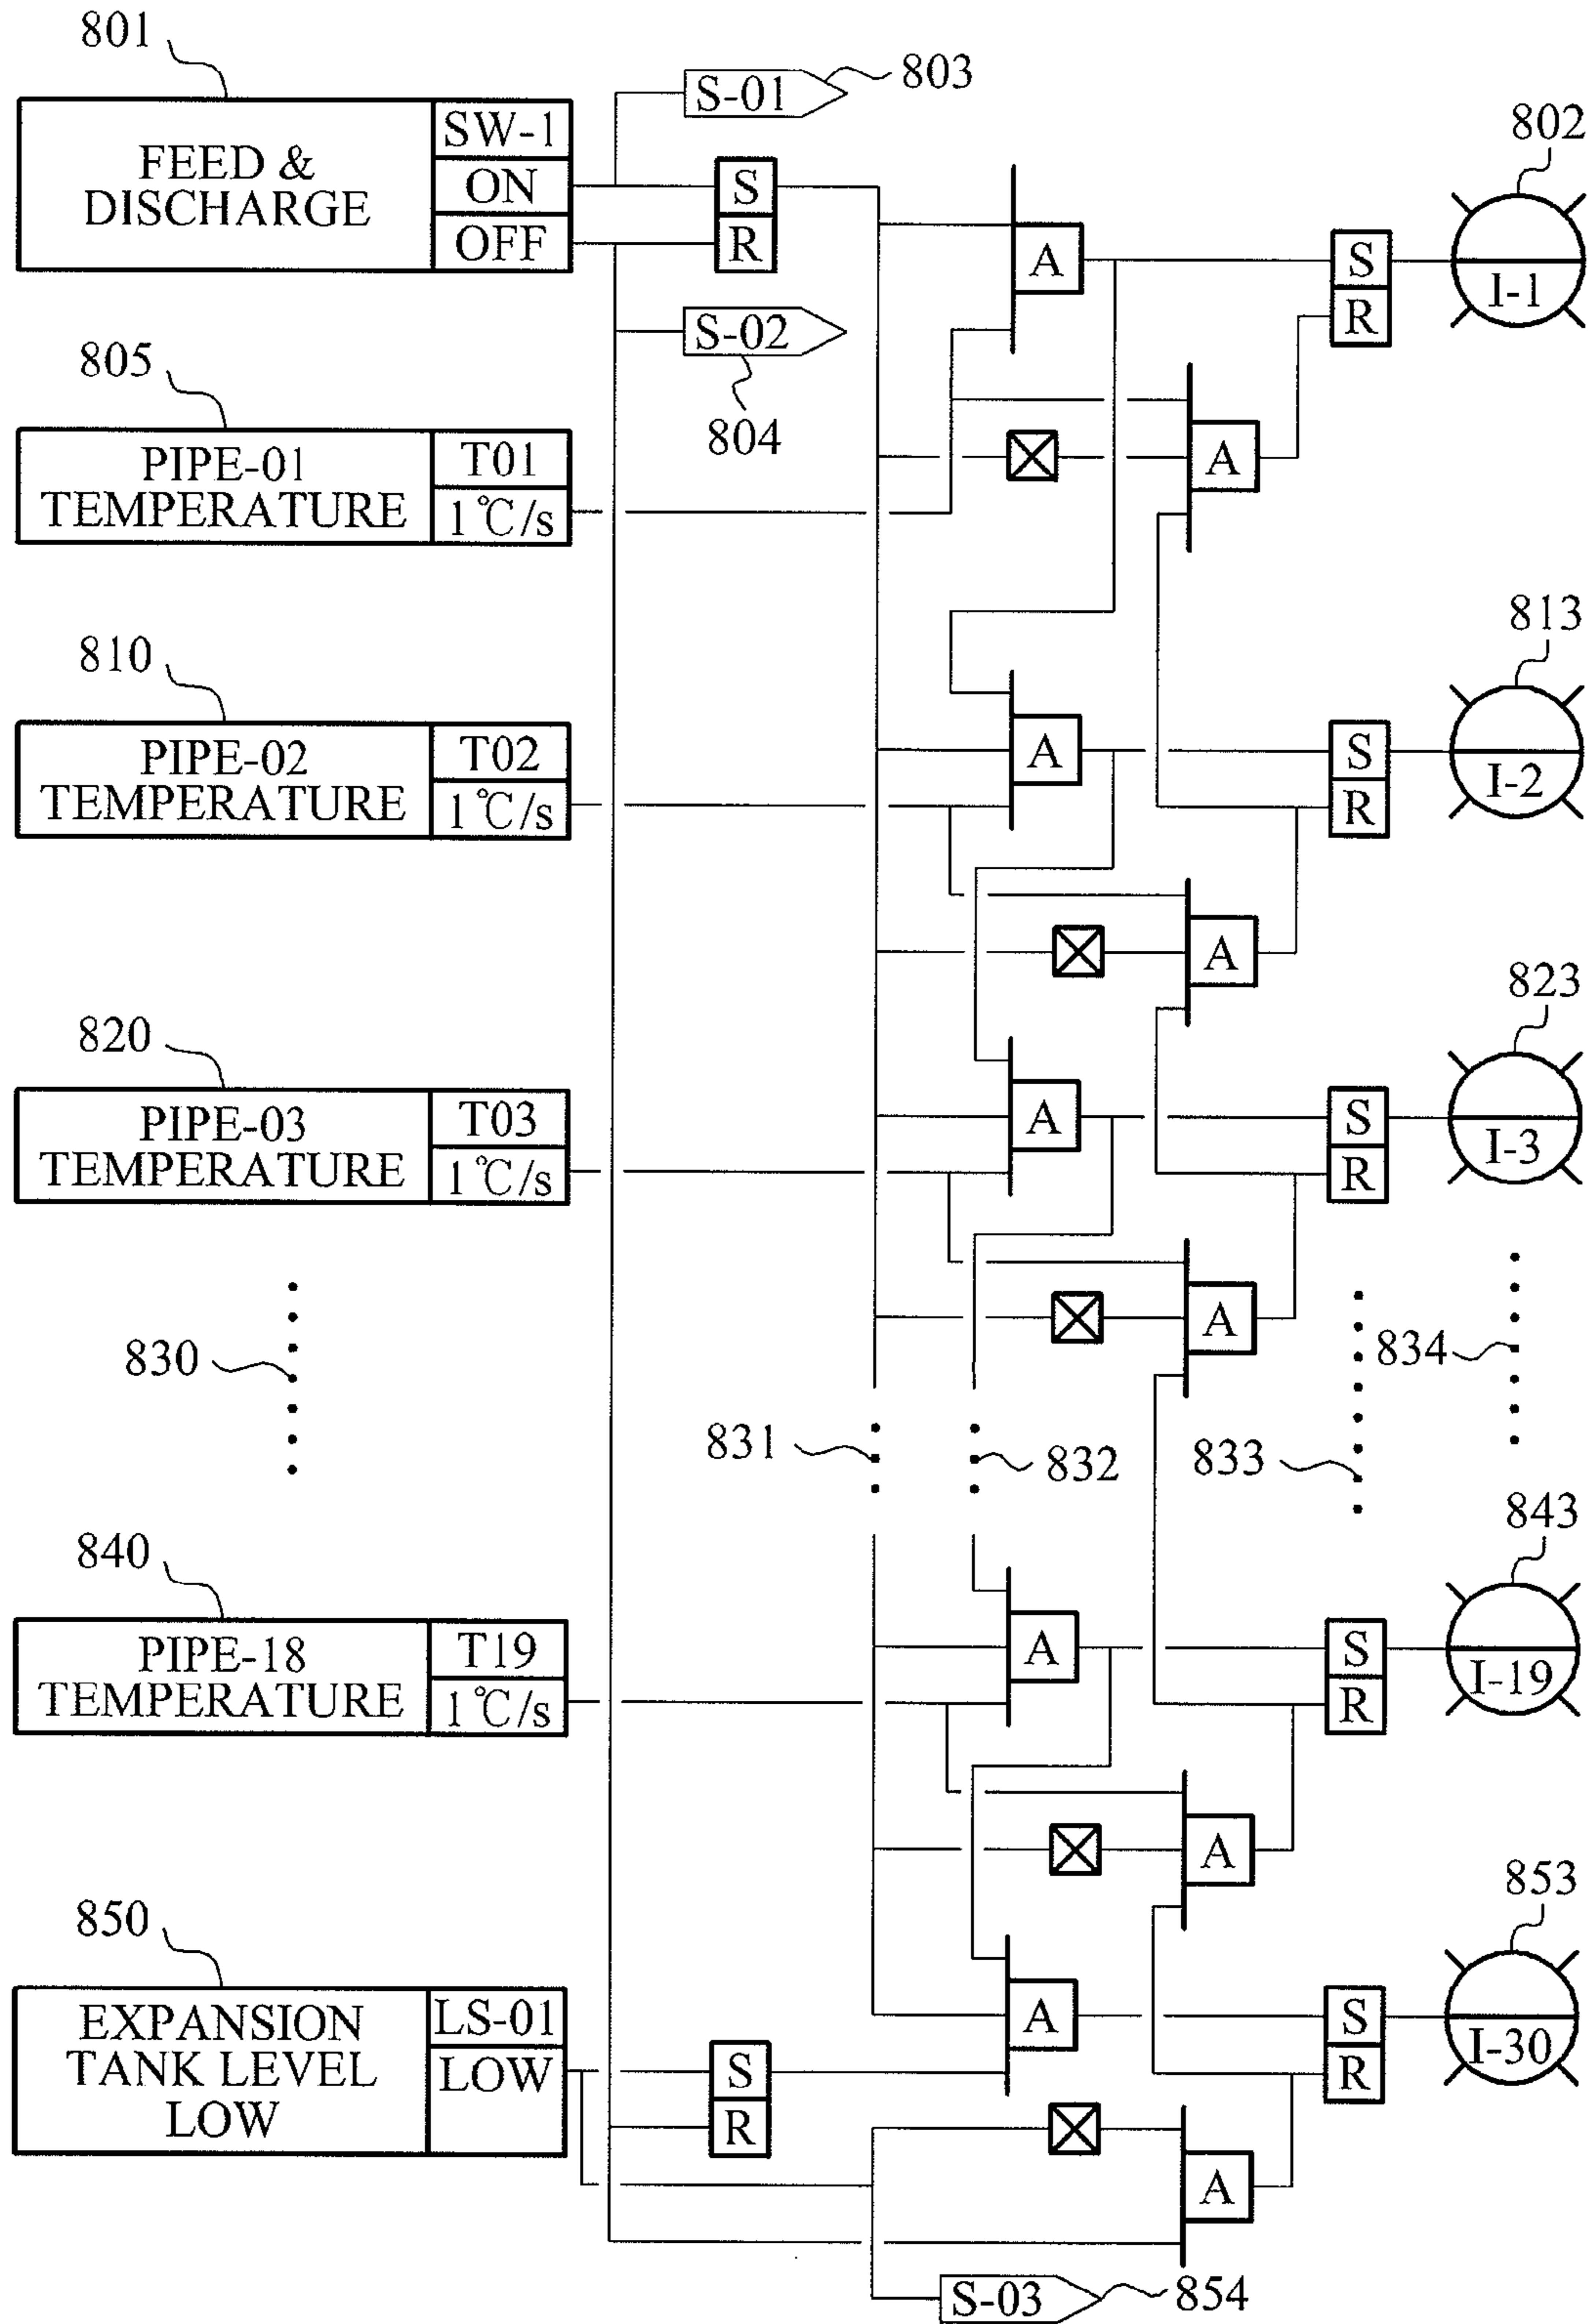 801
803
S-01
802
FEED &
DISCHARGE
SW-1
ON
OFF
S
R
A
S
R
I-1
S-02
804
805
PIPE-01
TEMPERATURE
T01
1℃/s
A
813
810
PIPE-02
TEMPERATURE
T02
1℃/s
A
S
R
I-2
A
823
820
PIPE-03
TEMPERATURE
T03
1℃/s
A
S
R
I-3
A
830
831
832
833
834
843
840
PIPE-18
TEMPERATURE
T19
1℃/s
A
S
R
I-19
A
853
850
EXPANSION
TANK LEVEL
LOW
LS-01
LOW
S
R
A
S
R
I-30
A
S-03
854